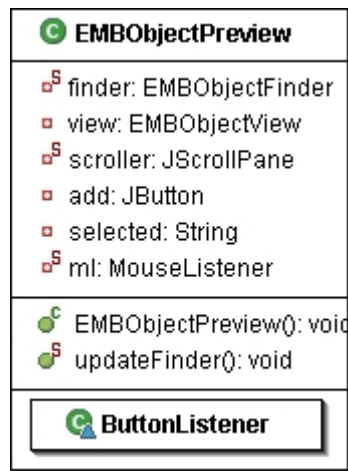 C EMBObjectPreview
S finder: EMBObjectFinder
view: EMBObjectView
S scroller: JScrollPane
add: JButton
selected: String
S ml: MouseListener
C EMBObjectPreview(): void
S updateFinder(): void
C ButtonListener